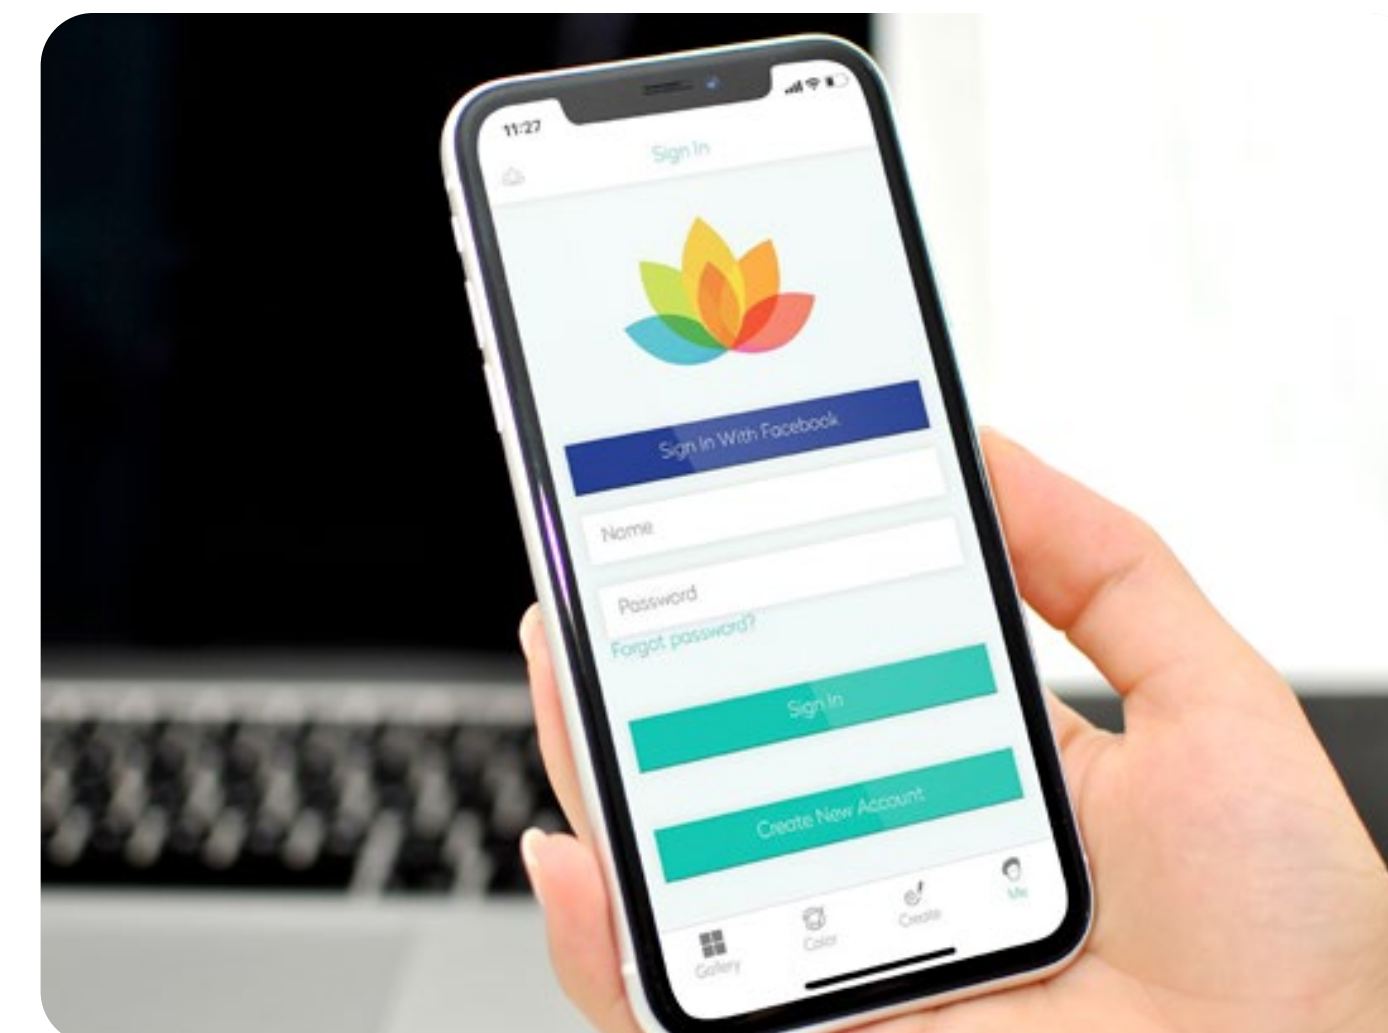 11:27
Sign In
Sign In With Facebook
Name
Password
Forgot password?
Sign In
Create New Account
Gallery
Color
Create
Me